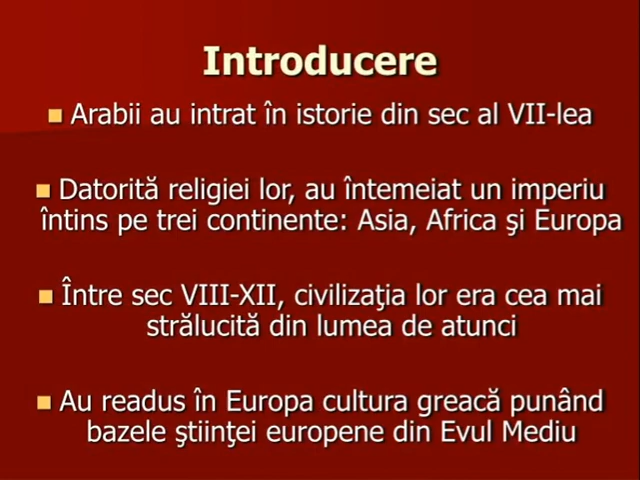 Introducere
Arabii au intrat în istorie din sec al VII-lea
Datorită religiei lor, au întemeiat un imperiu
întins pe trei continente: Asia, Africa şi Europa
Între sec VIII-XII, civilizaţia lor era cea mai
strălucită din lumea de atunci
Au readus în Europa cultura greacă punând
bazele ştiinţei europene din Evul Mediu